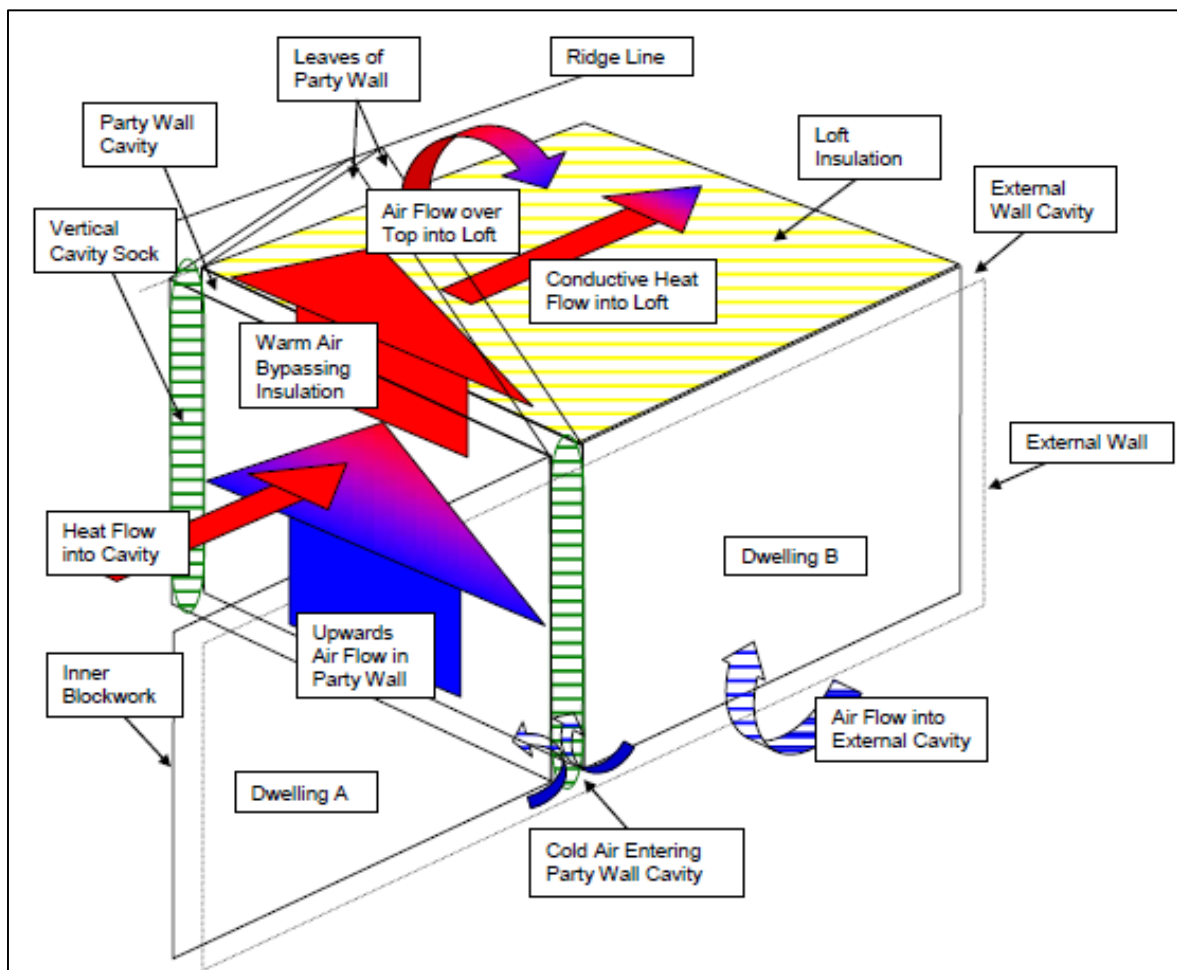 Leaves of
Party Wall
Ridge Line
Party Wall
Cavity
Loft
Insulation
External
Wall Cavity
Vertical
Cavity Sock
Air Flow over
Top into Loft
Conductive Heat
Flow into Loft
Warm Air
Bypassing
Insulation
External Wall
Heat Flow
into Cavity
Dwelling B
Upwards
Air Flow in
Party Wall
Inner
Blockwork
Air Flow into
External Cavity
Dwelling A
Cold Air Entering
Party Wall Cavity